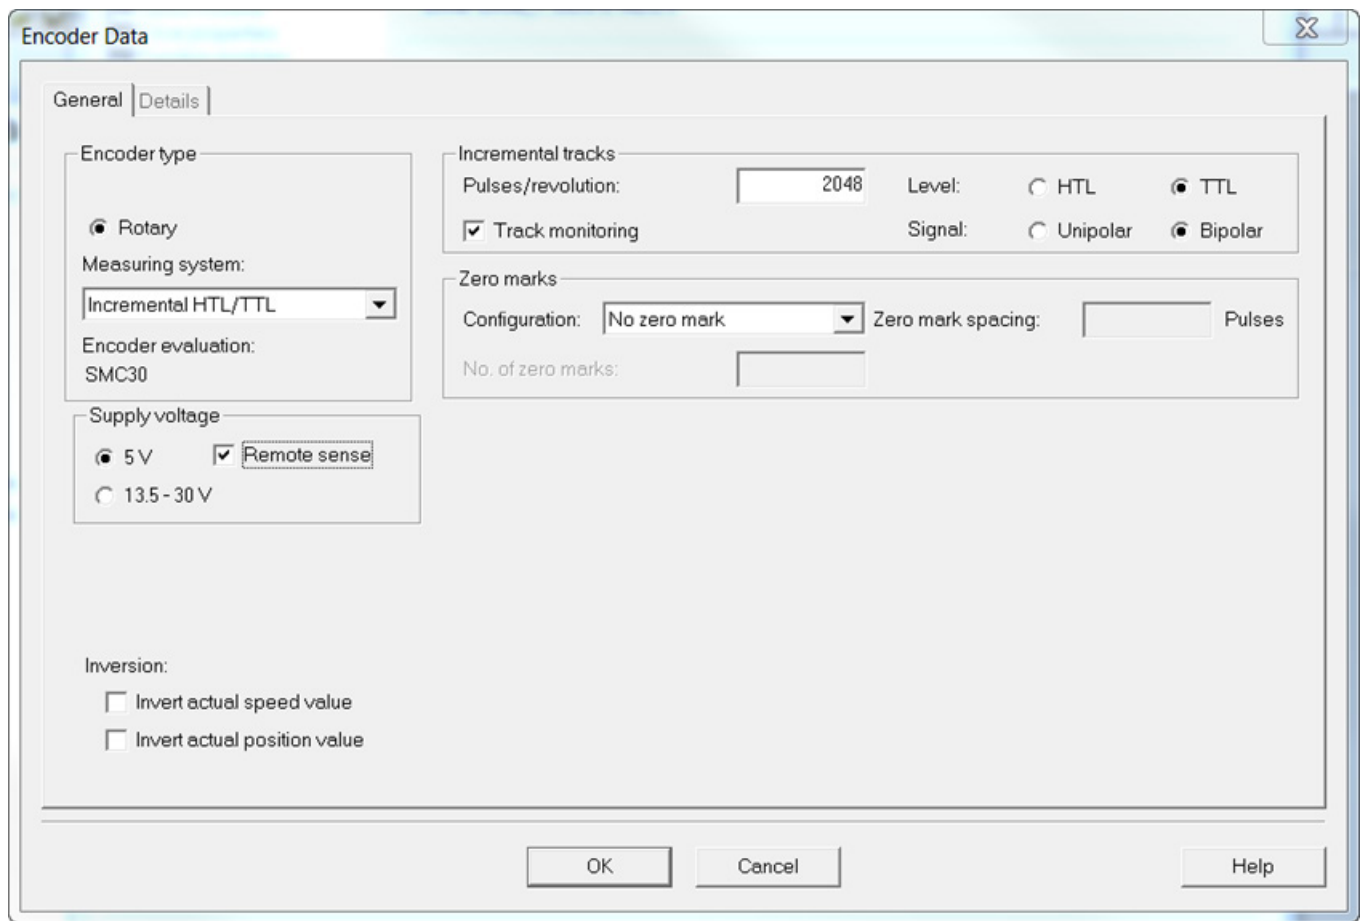 Encoder Data
General
Details
Encoder type
Rotary
Measuring system:
Incremental HTL/TTL
Encoder evaluation:
SMC30
Supply voltage
5 V
Remote sense
13.5 - 30 V
Inversion:
Invert actual speed value
Invert actual position value
Incremental tracks
Pulses/revolution: 2048
Level: HTL TTL
Track monitoring
Signal: Unipolar Bipolar
Zero marks
Configuration: No zero mark
Zero mark spacing: Pulses
No. of zero marks:
OK
Cancel
Help